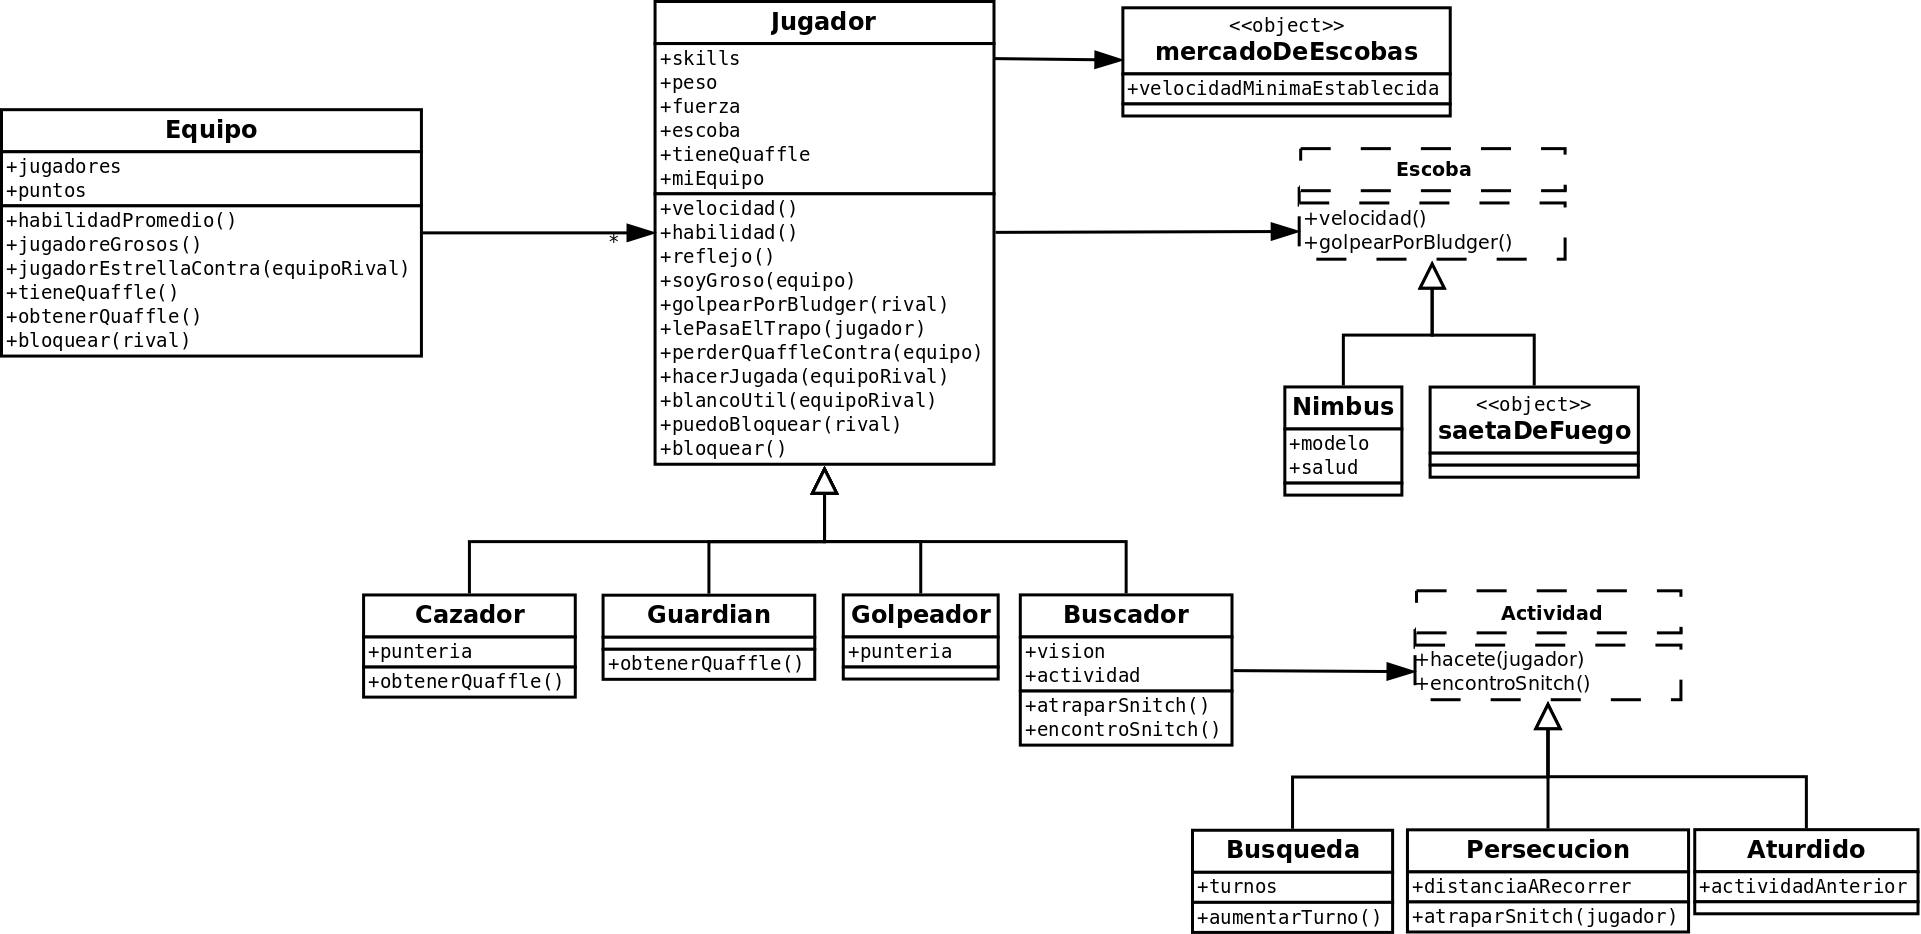 Jugador
+skills
+peso
+fuerza
+escoba
+tieneQuaffle
+miEquipo
+velocidad()
+habilidad()
+reflejo()
+soyGroso(equipo)
+golpearPorBludger(rival)
+lePasaElTrapo(jugador)
+perderQuaffleContra(equipo)
+hacerJugada(equipoRival)
+blancoUtil(equipoRival)
+puedoBloquear(rival)
+bloquear()
<<object>>
mercadoDeEscobas
+velocidadMinimaEstablecida
Equipo
+jugadores
+puntos
+habilidadPromedio()
+jugadoreGrosos()
+jugadorEstrellaContra(equipoRival)
+tieneQuaffle()
+obtenerQuaffle()
+bloquear(rival)
*
Escoba
+velocidad()
+golpearPorBludger()
Nimbus
+modelo
+salud
<<object>>
saetaDeFuego
Cazador
+punteria
+obtenerQuaffle()
Guardian
+obtenerQuaffle()
Golpeador
+punteria
Buscador
+vision
+actividad
+atraparSnitch()
+encontroSnitch()
Actividad
+hacete(jugador)
+encontroSnitch()
Busqueda
+turnos
+aumentarTurno()
Persecucion
+distanciaARecorrer
+atraparSnitch(jugador)
Aturdido
+actividadAnterior